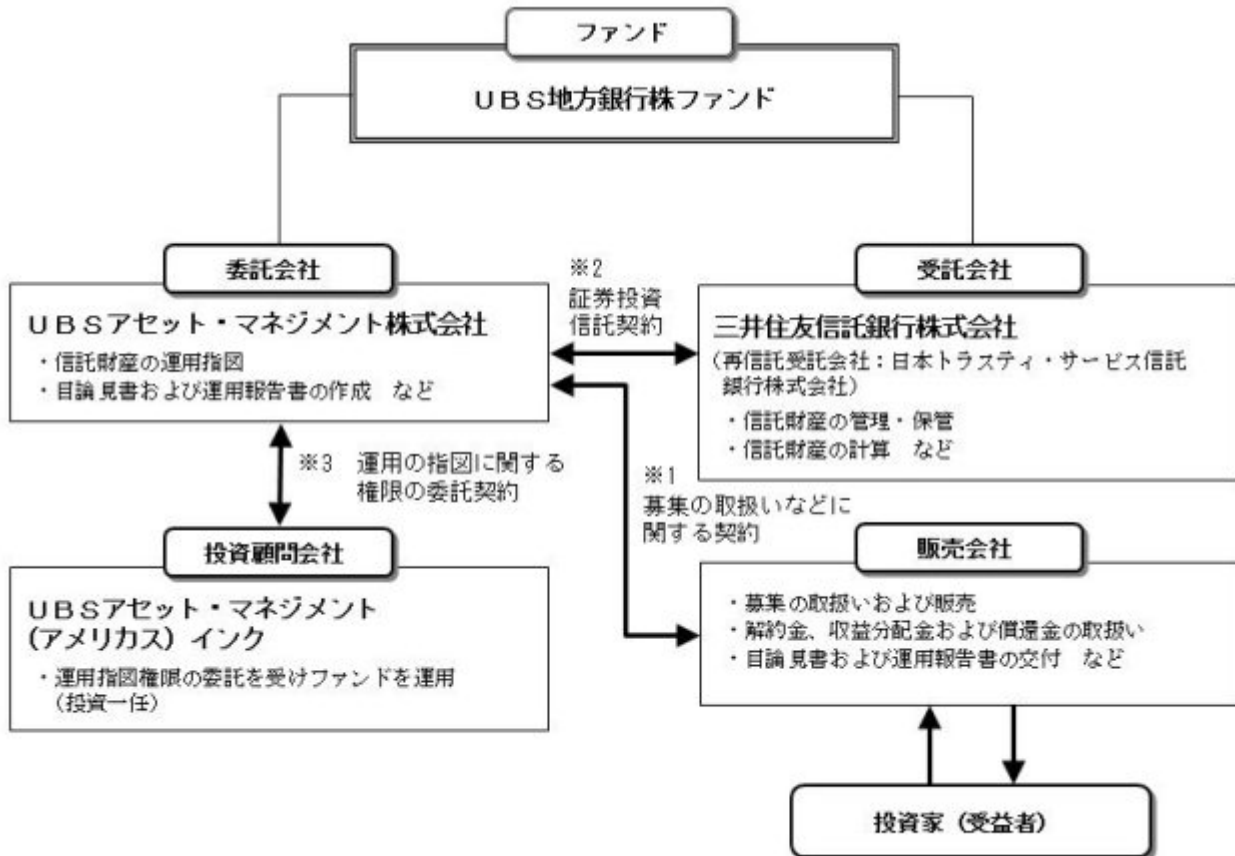 ファンド
UBS地方銀行株ファンド
委託会社
UBSアセット・マネジメント株式会社
・信託財産の運用指図
・目論見書および運用報告書の作成 など
※2
証券投資
信託契約
受託会社
三井住友信託銀行株式会社
(再信託受託会社：日本トラスティ・サービス信託
銀行株式会社)
・信託財産の管理・保管
・信託財産の計算 など
※3 運用の指図に関する
権限の委託契約
※1
募集の取扱いなどに
関する契約
投資顧問会社
UBSアセット・マネジメント
(アメリカス) インク
・運用指図権限の委託を受けファンドを運用
(投資一任)
販売会社
・募集の取扱いおよび販売
・解約金、収益分配金および償還金の取扱い
・目論見書および運用報告書の交付 など
投資家 (受益者)